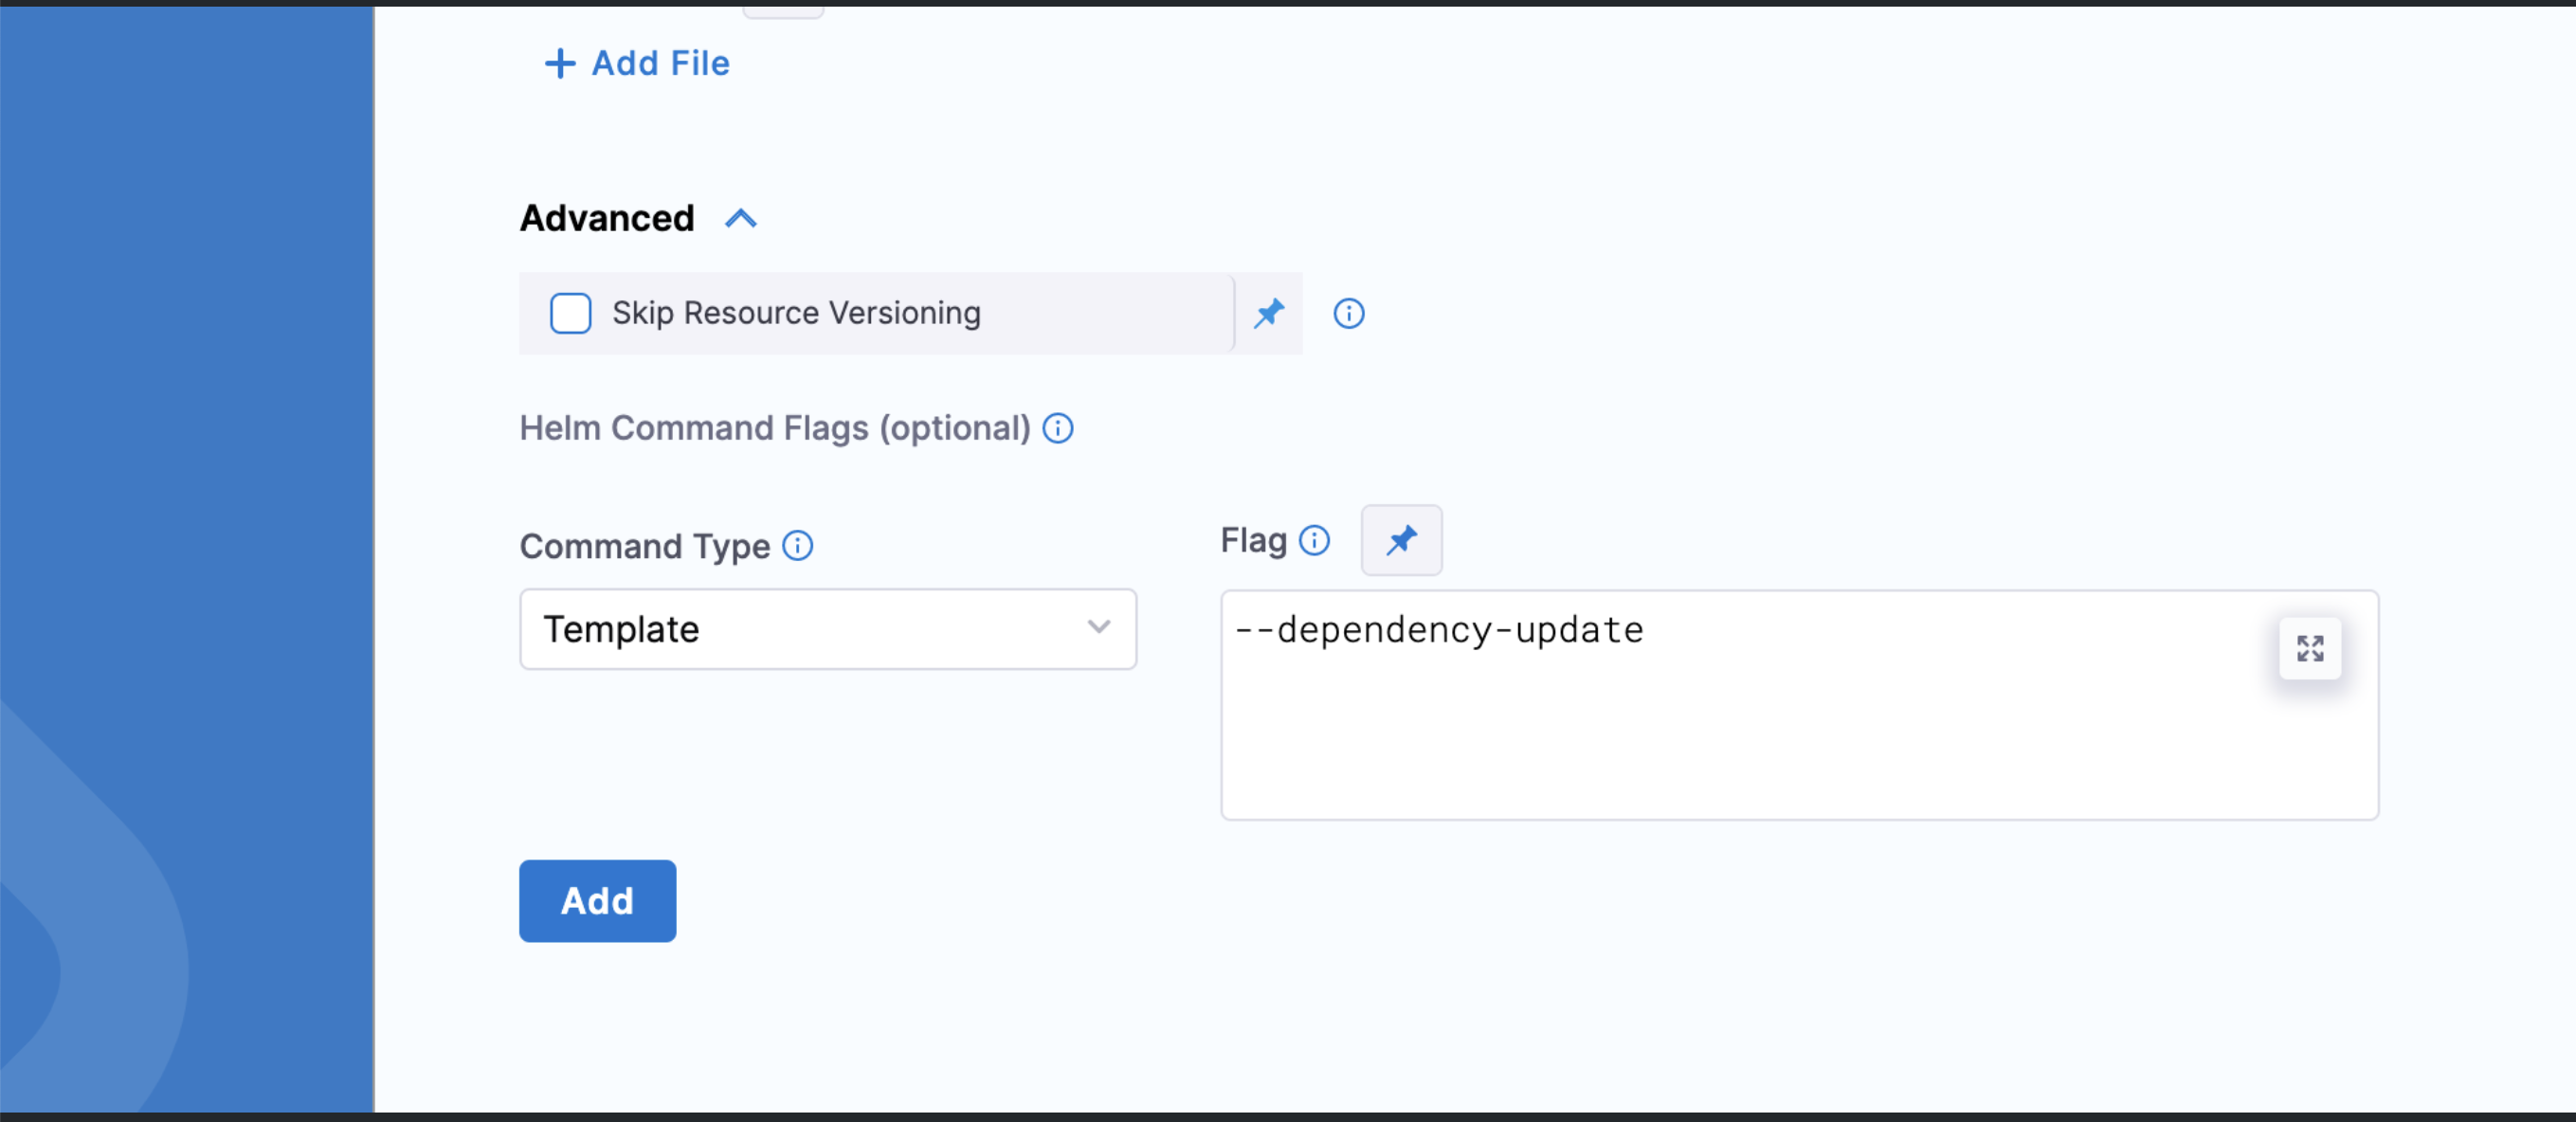 + Add File
Advanced
Skip Resource Versioning
Helm Command Flags (optional)
Command Type
Flag
Template
--dependency-update
Add